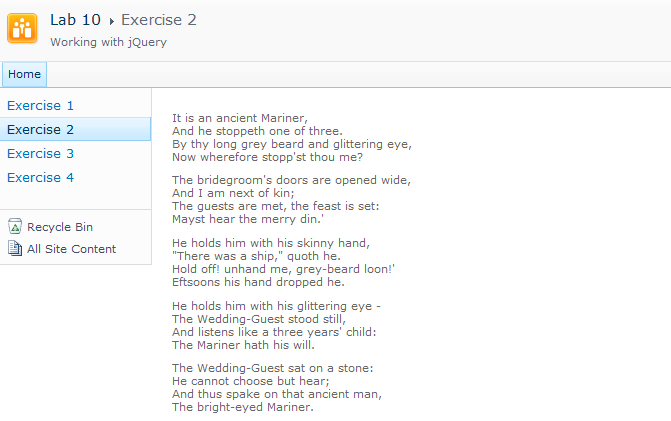 Lab 10 Exercise 2
Working with jQuery
Home
Exercise 1
Exercise 2
Exercise 3
Exercise 4
Recycle Bin
All Site Content
It is an ancient Mariner,
And he stoppeth one of three.
By thy long grey beard and glittering eye,
Now wherefore stopp'st thou me?
The bridegroom's doors are opened wide,
And I am next of kin;
The guests are met, the feast is set:
Mayst hear the merry din.'
He holds him with his skinny hand,
"There was a ship," quoth he.
Hold off! unhand me, grey-beard loon!'
Eftsoons his hand dropped he.
He holds him with his glittering eye -
The Wedding-Guest stood still,
And listens like a three years' child:
The Mariner hath his will.
The Wedding-Guest sat on a stone:
He cannot choose but hear;
And thus spake on that ancient man,
The bright-eyed Mariner.